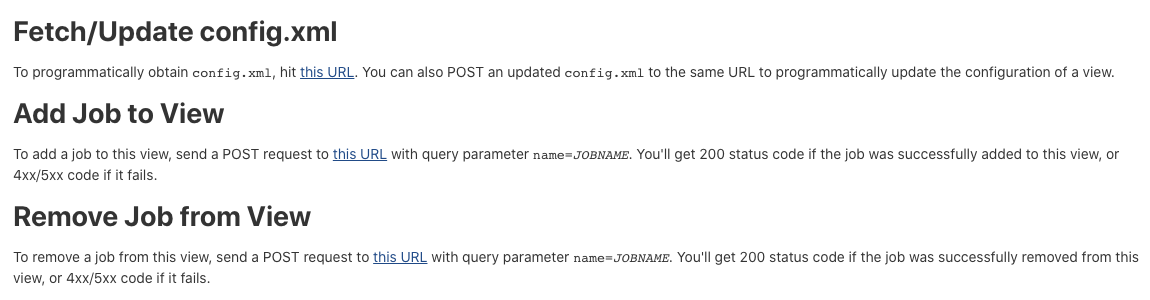 Fetch/Update config.xml
To programmatically obtain config.xml, hit this URL. You can also POST an updated config.xml to the same URL to programmatically update the configuration of a view.
Add Job to View
To add a job to this view, send a POST request to this URL with query parameter name=JOBNAME. You'll get 200 status code if the job was successfully added to this view, or
4xx/5xx code if it fails.
Remove Job from View
To remove a job from this view, send a POST request to this URL with query parameter name=JOBNAME. You'll get 200 status code if the job was successfully removed from this
view, or 4xx/5xx code if it fails.